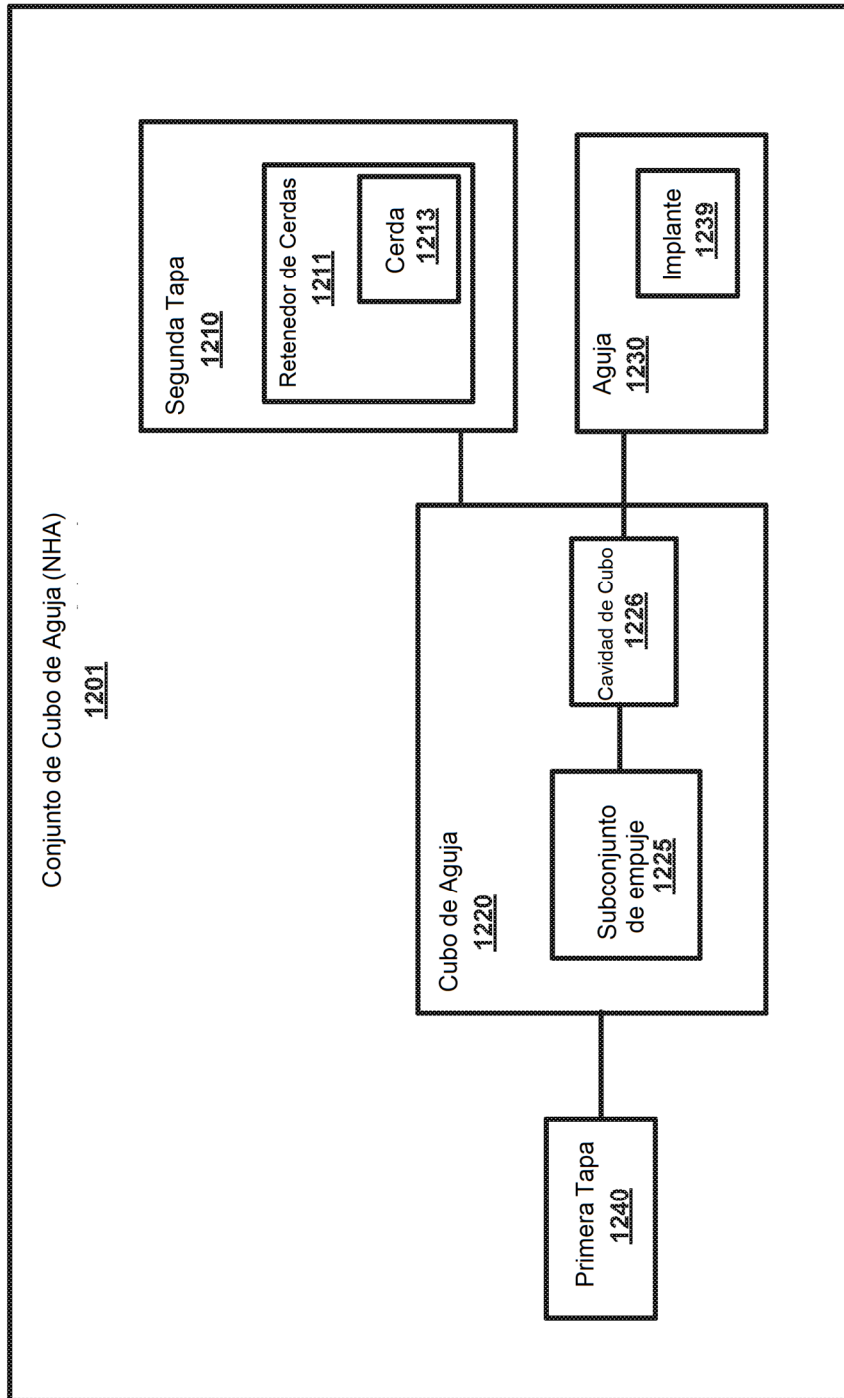 Conjunto de Cubo de Aguja (NHA)
1201
Segunda Tapa
1210
Retenedor de Cerdas
1211
Cerda
1213
Cubo de Aguja
1220
Subconjunto
de empuje
1225
Cavidad de Cubo
1226
Aguja
1230
Implante
1239
Primera Tapa
1240